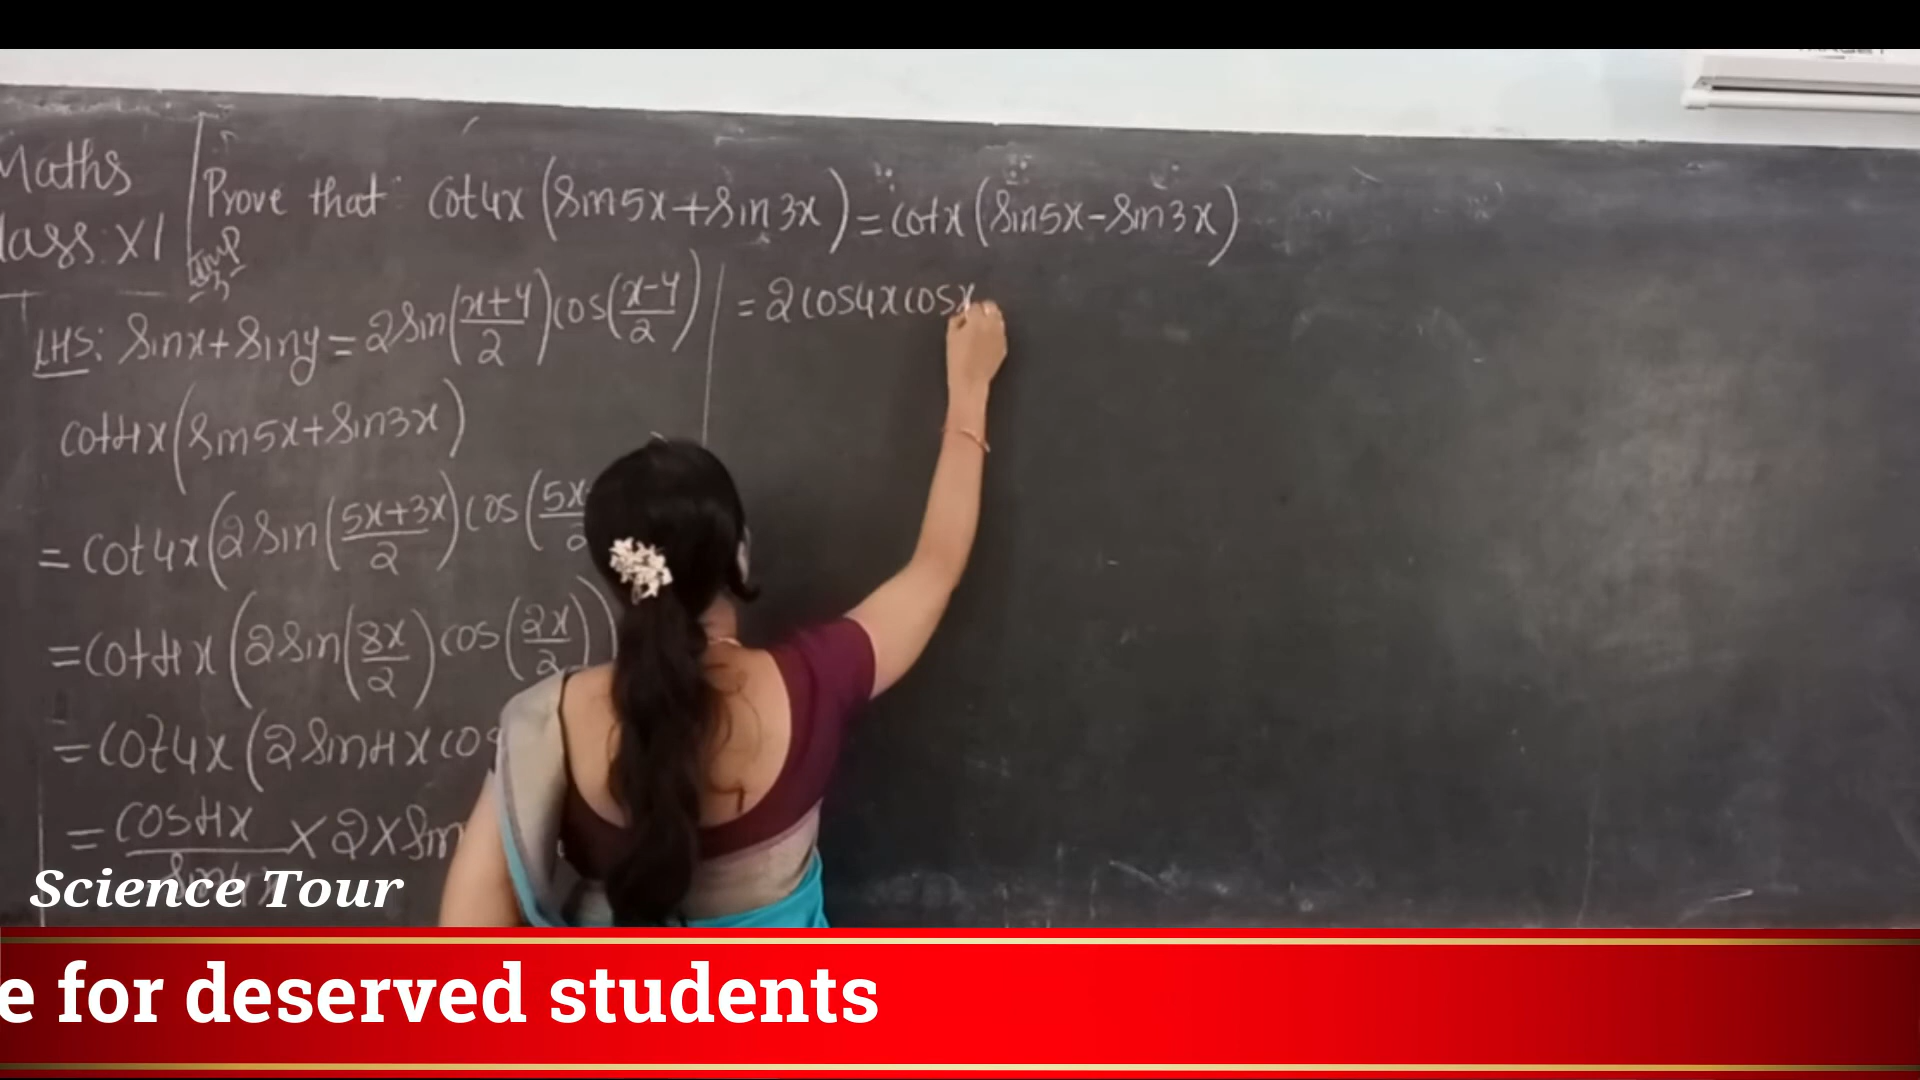 Maths
lass: XI
Imp
Prove that cot4x (Sin5x+Sin3x) = cotx (Sin5x-Sin3x)
LHS: Sinx+Siny = 2Sin(x+y/2) cos(x-y/2)
cot4x (Sin5x+Sin3x)
= cot4x (2Sin(5x+3x/2) cos(5x
= cot4x (2Sin(8x/2) cos(2x/2))
= cot4x (2Sin4x cos
= cos4x/sin4x × 2 × Sin
= 2cos4x cosx
Science Tour
e for deserved students